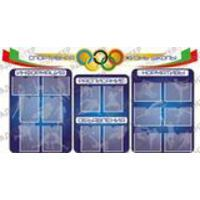 СПОРТИВНАЯ ЖИЗНЬ ШКОЛЫ
ИНФОРМАЦИЯ
РАСПИСАНИЕ
НОРМАТИВЫ
ОБЪЯВЛЕНИЯ